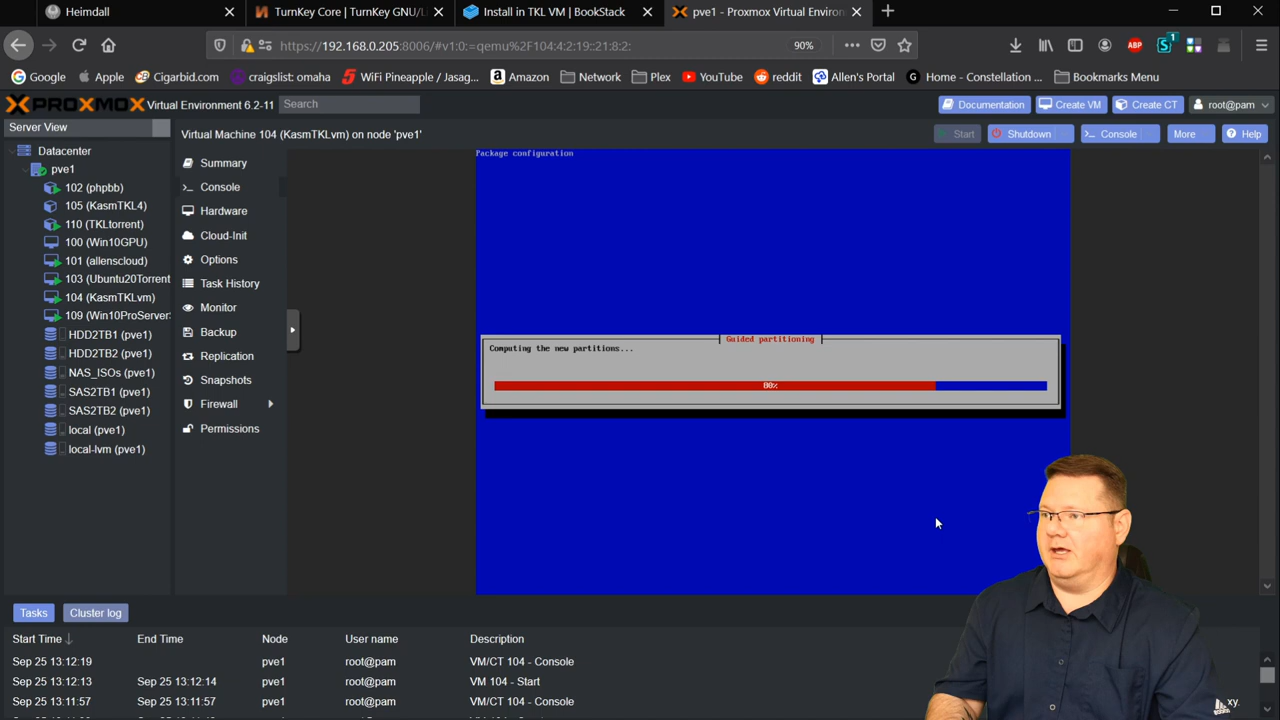 Heimdall
TurnKey Core | TurnKey GNU/L
Install in TKL VM | BookStack
pve1 - Proxmox Virtual Environ
https://192.168.0.205:8006/#v1:0:=qemu%2F104:4:2:19::21:8:2:
90%
ABP
1
Google
Apple
Cigarbid.com
craigslist: omaha
WiFi Pineapple / Jasag...
Amazon
Network
Plex
YouTube
reddit
Allen's Portal
Home - Constellation ...
Bookmarks Menu
PROXMOX
Virtual Environment 6.2-11
Search
Documentation
Create VM
Create CT
root@pam
Server View
Virtual Machine 104 (KasmTKLvm) on node 'pve1'
Start
Shutdown
Console
More
Help
Datacenter
pve1
102 (phpbb)
105 (KasmTKL4)
110 (TKLtorrent)
100 (Win10GPU)
101 (allenscloud)
103 (Ubuntu20Torrent
104 (KasmTKLvm)
109 (Win10ProServer
HDD2TB1 (pve1)
HDD2TB2 (pve1)
NAS_ISOs (pve1)
SAS2TB1 (pve1)
SAS2TB2 (pve1)
local (pve1)
local-lvm (pve1)
Summary
Console
Hardware
Cloud-Init
Options
Task History
Monitor
Backup
Replication
Snapshots
Firewall
Permissions
Package configuration
Guided partitioning
Computing the new partitions...
80%
Tasks
Cluster log
Start Time
End Time
Node
User name
Description
Sep 25 13:12:19
pve1
root@pam
VM/CT 104 - Console
Sep 25 13:12:13
Sep 25 13:12:14
pve1
root@pam
VM 104 - Start
Sep 25 13:11:57
Sep 25 13:11:57
pve1
root@pam
VM/CT 104 - Console